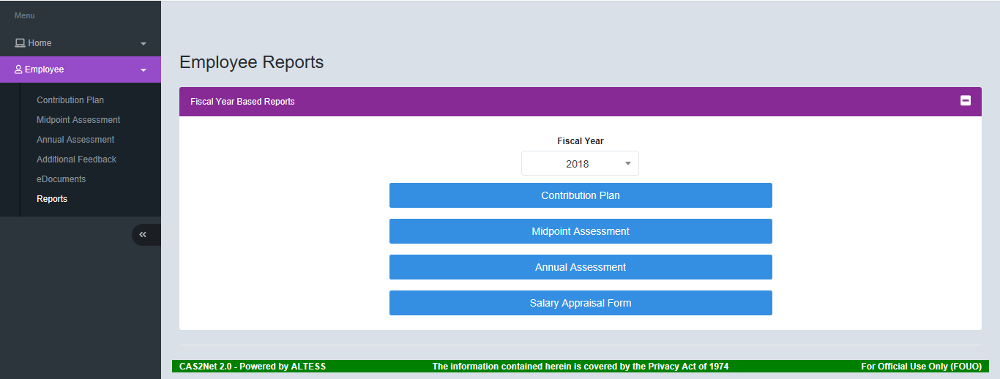 Menu
Home
Employee
Contribution Plan
Midpoint Assessment
Annual Assessment
Additional Feedback
eDocuments
Reports
Employee Reports
Fiscal Year Based Reports
Fiscal Year
2018
Contribution Plan
Midpoint Assessment
Annual Assessment
Salary Appraisal Form
CAS2Net 2.0 - Powered by ALTESS The information contained herein is covered by the Privacy Act of 1974 For Official Use Only (FOUO)